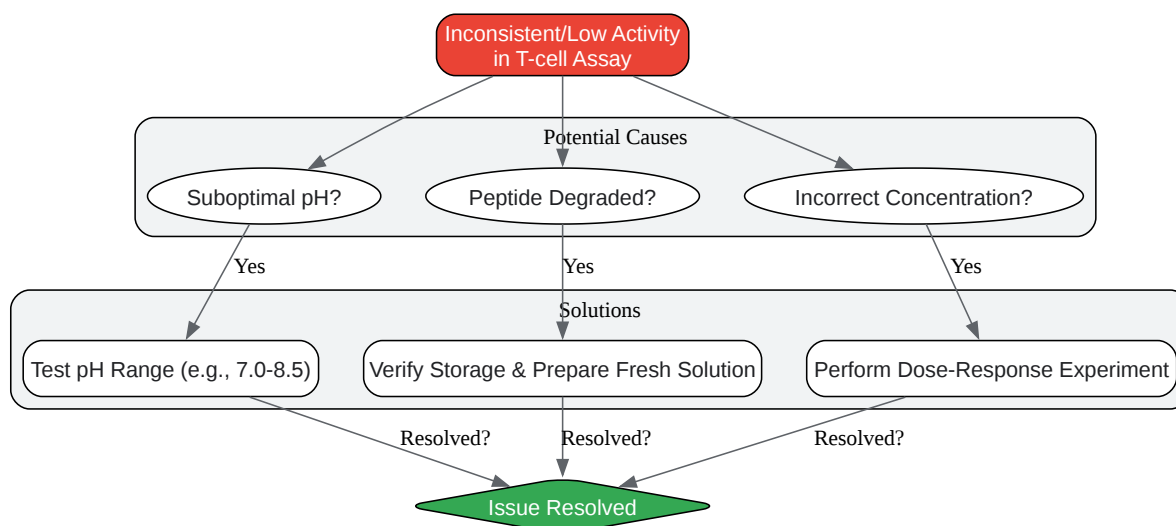 Inconsistent/Low Activity
in T-cell Assay
Potential Causes
Suboptimal pH?
Peptide Degraded?
Incorrect Concentration?
Yes
Yes
Yes
Solutions
Test pH Range (e.g., 7.0-8.5)
Verify Storage & Prepare Fresh Solution
Perform Dose-Response Experiment
Resolved?
Resolved?
Resolved?
Issue Resolved